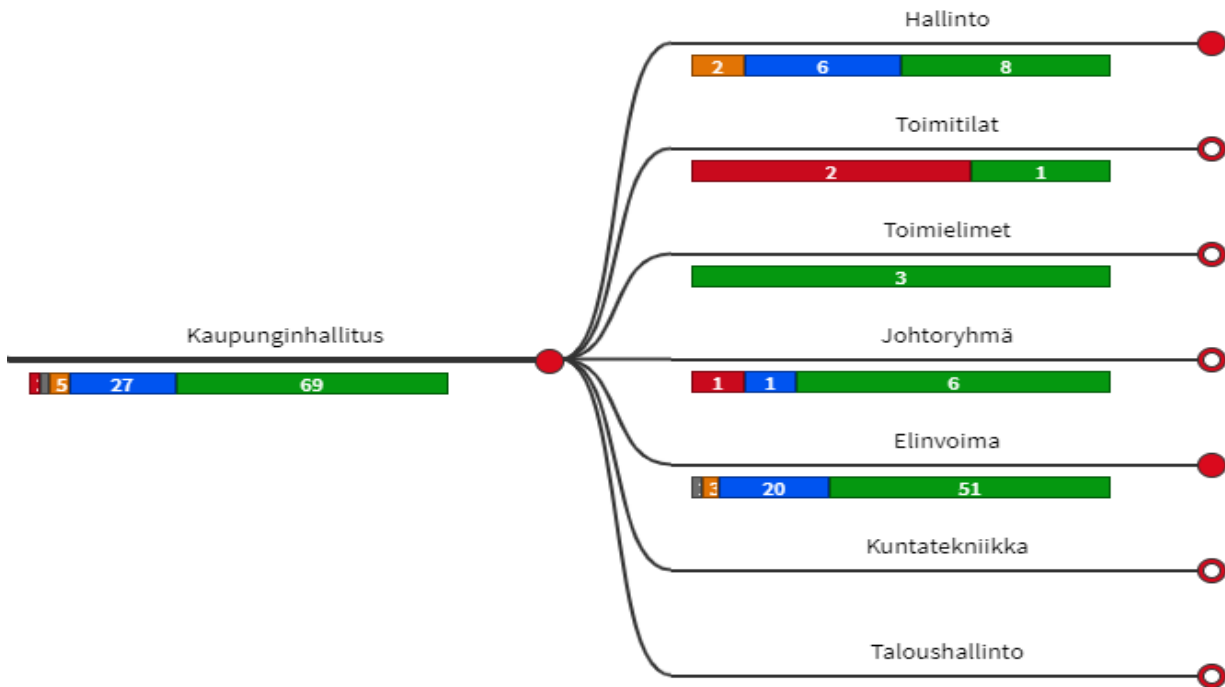 Hallinto
2 6 8
Toimitilat
2 1
Toimielimet
3
Kaupunginhallitus
5 27 69
Johtoryhmä
1 1 6
Elinvoima
3 20 51
Kuntatekniikka
Taloushallinto